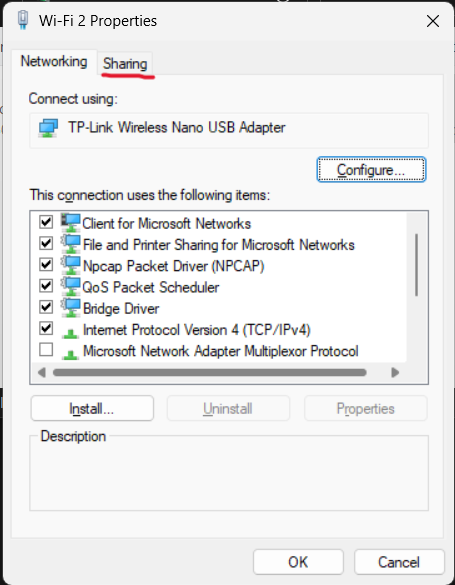 Wi-Fi 2 Properties
Networking
Sharing
Connect using:
TP-Link Wireless Nano USB Adapter
Configure...
This connection uses the following items:
Client for Microsoft Networks
File and Printer Sharing for Microsoft Networks
Npcap Packet Driver (NPCAP)
QoS Packet Scheduler
Bridge Driver
Internet Protocol Version 4 (TCP/IPv4)
Microsoft Network Adapter Multiplexor Protocol
Install...
Uninstall
Properties
Description
OK
Cancel